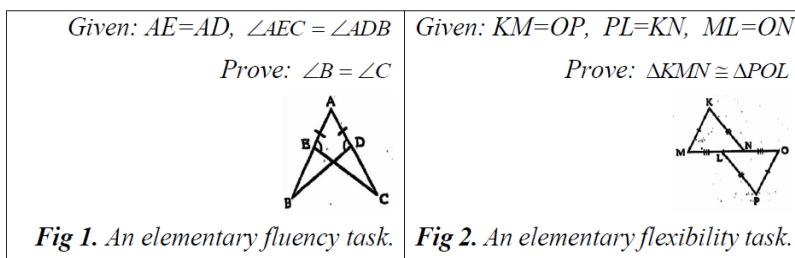 Given: AE=AD, ∠AEC = ∠ADB
Prove: ∠B = ∠C
A
E
D
B
C
Fig 1. An elementary fluency task.
Given: KM=OP, PL=KN, ML=ON
Prove: ΔKMN ≅ ΔPOL
K
M
L
N
O
P
Fig 2. An elementary flexibility task.